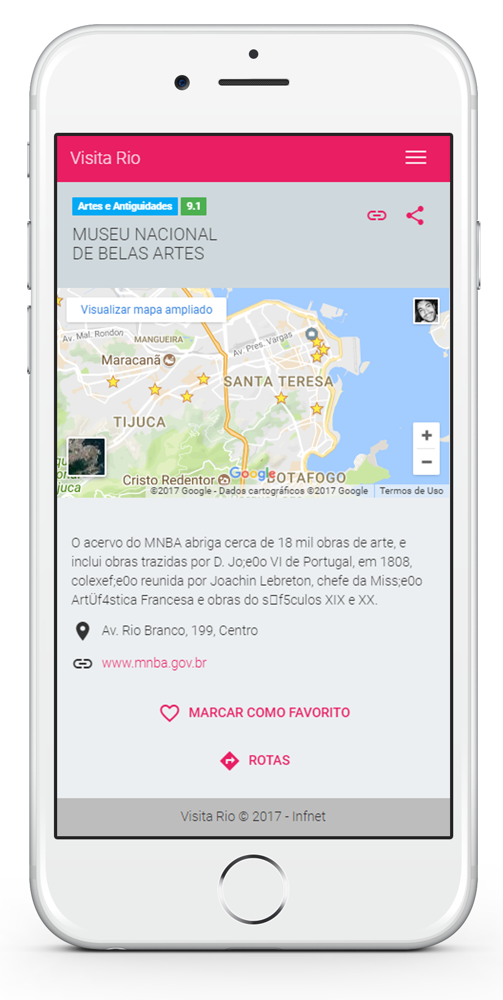 Visita Rio
Artes e Antiguidades 9.1
MUSEU NACIONAL
DE BELAS ARTES
Visualizar mapa ampliado
Av. Mal. Rondon
MANGUEIRA
Av. Pres. Vargas
Maracanã
SANTA TERESA
TIJUCA
Cristo Redentor
Google
BOTAFOGO
juca
©2017 Google - Dados cartográficos ©2017 Google
Termos de Uso
O acervo do MNBA abriga cerca de 18 mil obras de arte, e
inclui obras trazidas por D. Jo;e0o VI de Portugal, em 1808,
colexef;e0o reunida por Joachin Lebreton, chefe da Miss;e0o
ArtÜf4stica Francesa e obras do s□f5culos XIX e XX.
Av. Rio Branco, 199, Centro
www.mnba.gov.br
MARCAR COMO FAVORITO
ROTAS
Visita Rio © 2017 - Infnet